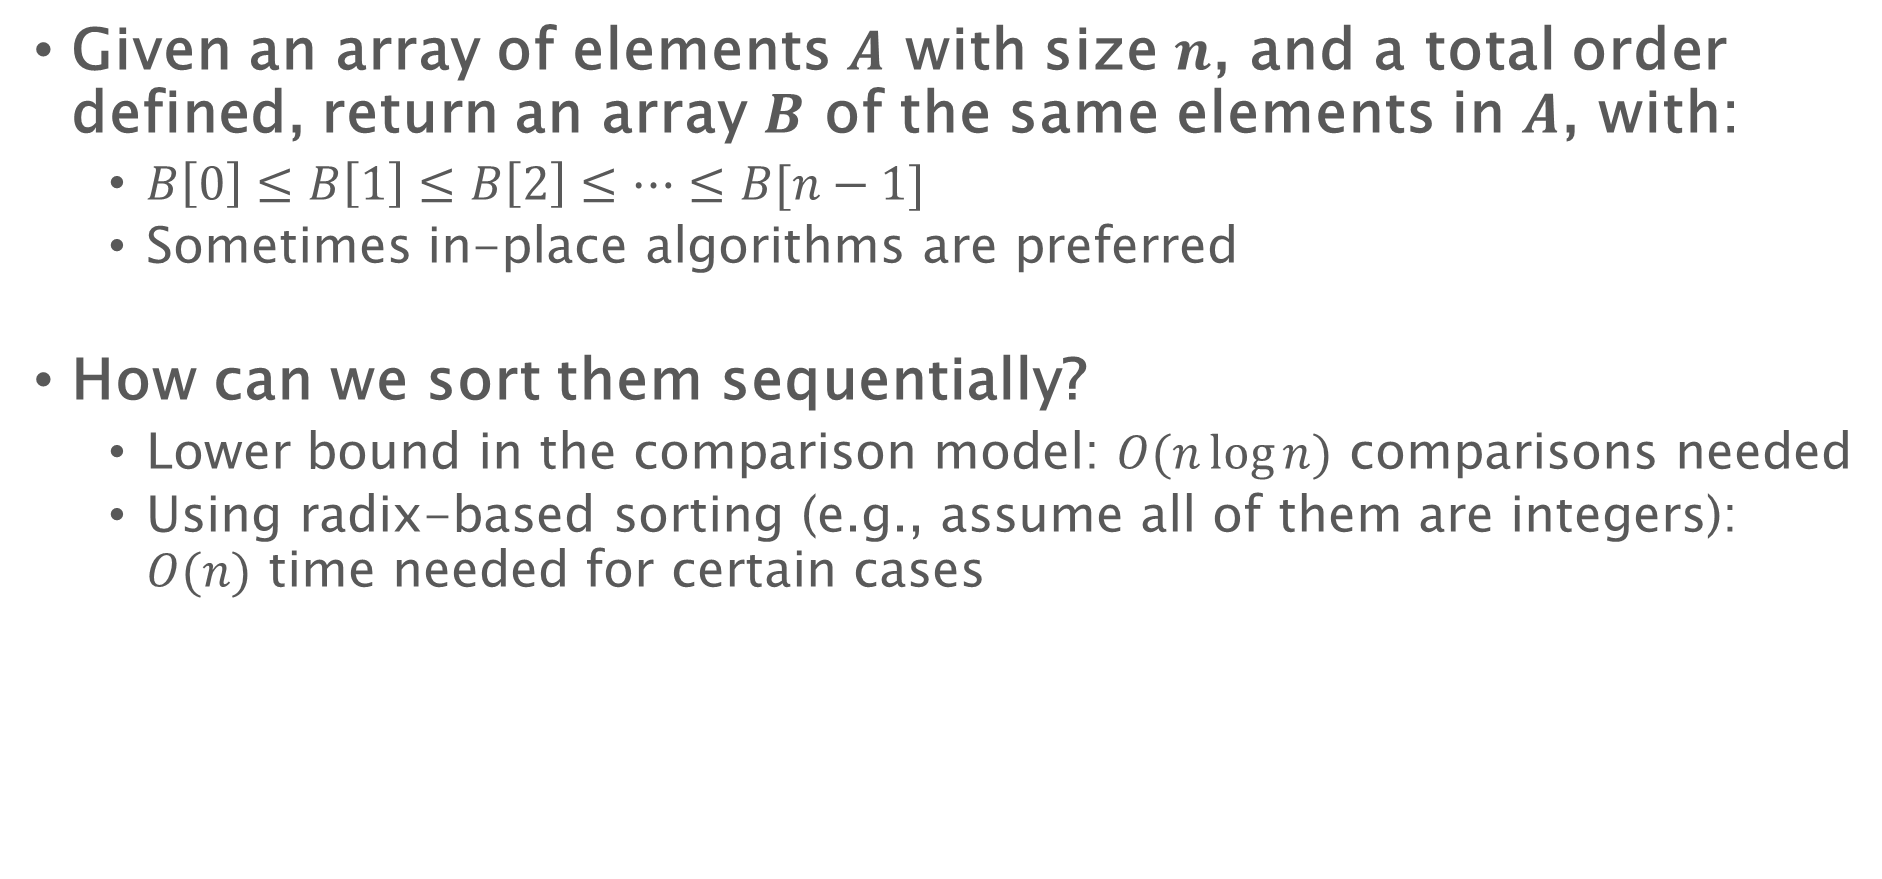 • Given an array of elements A with size n, and a total order
defined, return an array B of the same elements in A, with:
• B[0] ≤ B[1] ≤ B[2] ≤ ⋯ ≤ B[n − 1]
• Sometimes in-place algorithms are preferred
• How can we sort them sequentially?
• Lower bound in the comparison model: O(n log n) comparisons needed
• Using radix-based sorting (e.g., assume all of them are integers):
O(n) time needed for certain cases